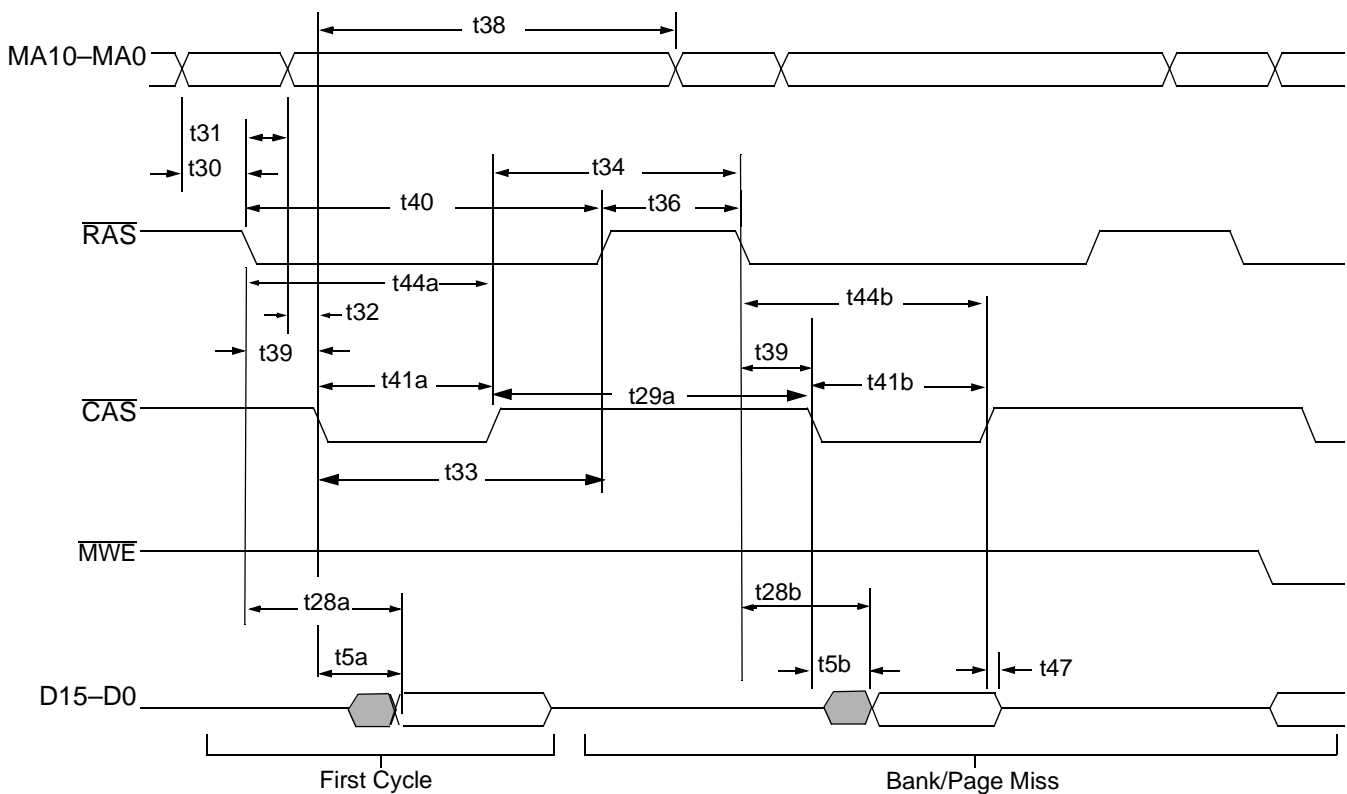 t38
MA10–MA0
t31
t30
t34
t40
t36
RAS
t44a
t44b
t32
t39
t39
t41a
t41b
t29a
CAS
t33
MWE
t28a
t28b
t5a
t5b
t47
D15–D0
First Cycle
Bank/Page Miss